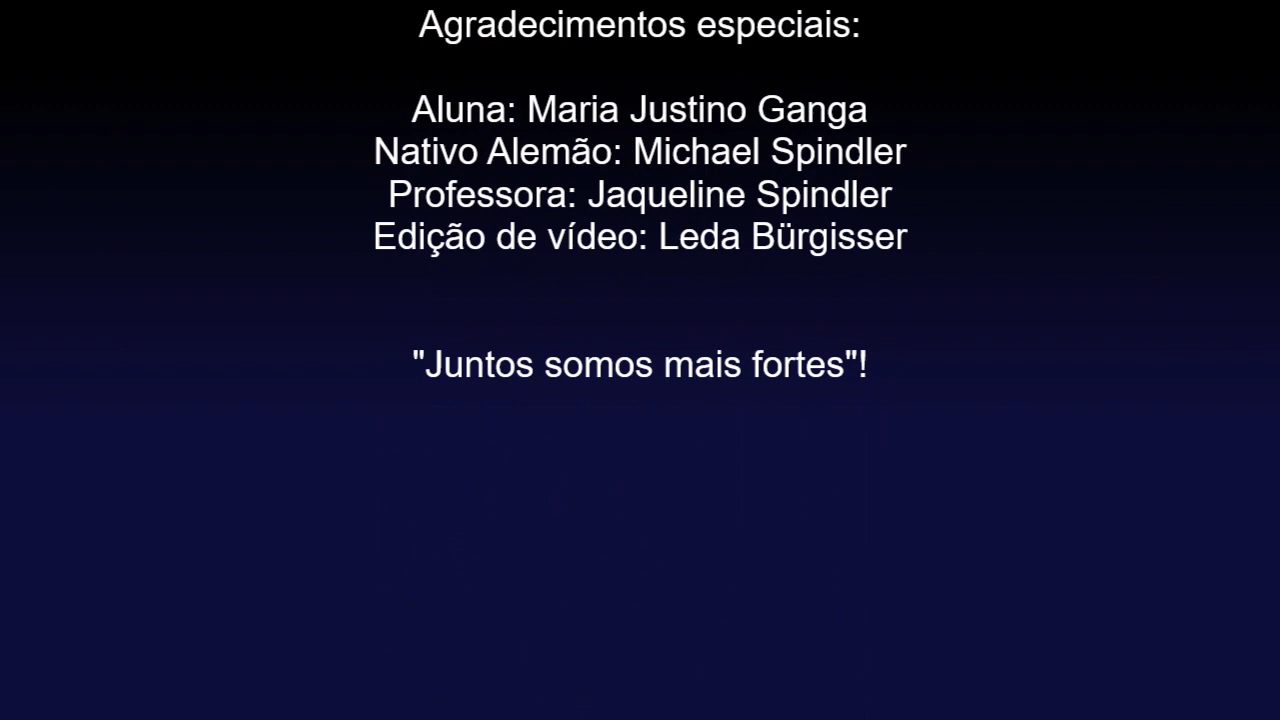 Agradecimentos especiais:
Aluna: Maria Justino Ganga
Nativo Alemão: Michael Spindler
Professora: Jaqueline Spindler
Edição de vídeo: Leda Bürgisser
"Juntos somos mais fortes"!